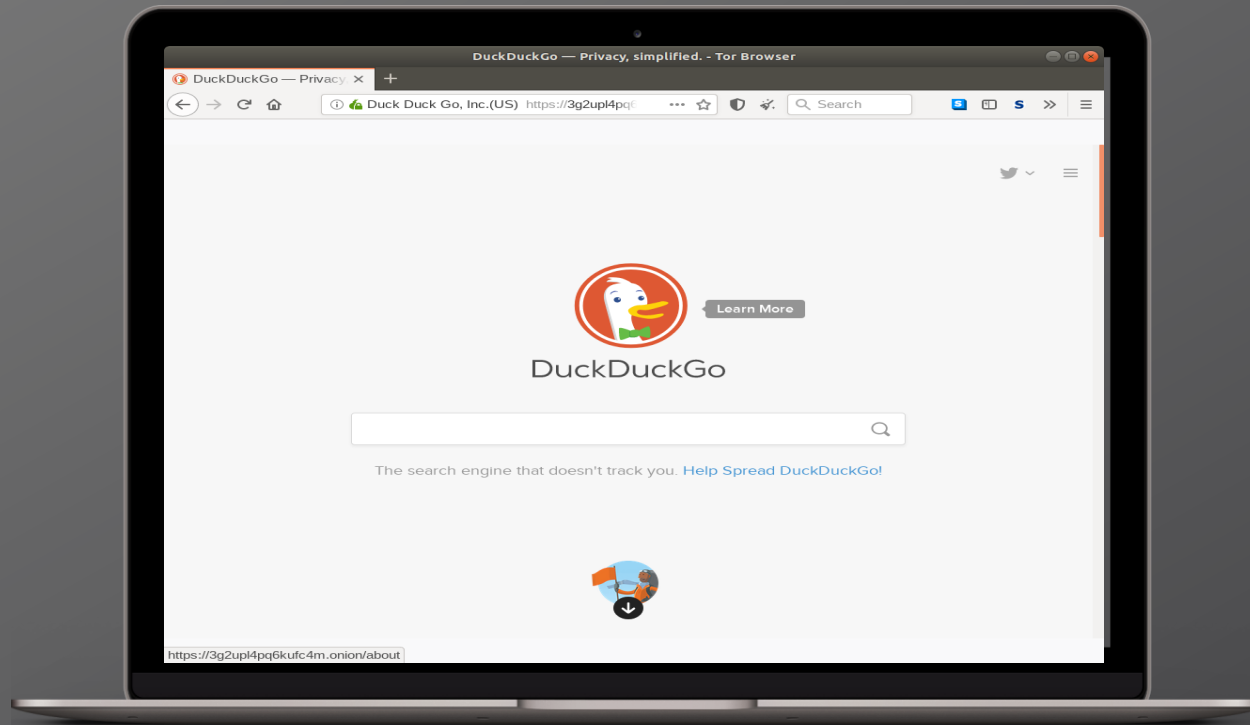 DuckDuckGo — Privacy, simplified. - Tor Browser
DuckDuckGo — Privacy,
Duck Duck Go, Inc.(US) https://3g2upl4pq6
Search
S
S
Learn More
DuckDuckGo
The search engine that doesn't track you. Help Spread DuckDuckGo!
https://3g2upl4pq6kufc4m.onion/about